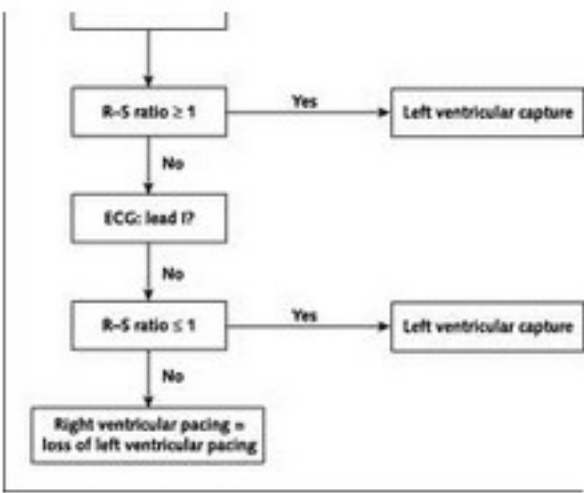 R-S ratio ≥ 1
Yes
Left ventricular capture
No
ECG: lead I?
No
R-S ratio ≤ 1
Yes
Left ventricular capture
No
Right ventricular pacing =
loss of left ventricular pacing